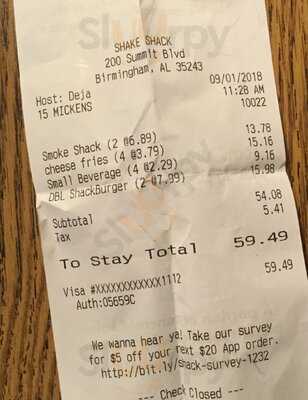 SHAKE SHACK
200 Summit Blvd
Birmingham, AL 35243
09/01/2018
Host: Deja 11:28 AM
15 MICKENS 10022
Smoke Shack (2 @6.89) 13.78
cheese fries (4 @3.79) 15.16
Small Beverage (4 @2.29) 9.16
DBL ShackBurger (2 @7.99) 15.98
Subtotal 54.08
Tax 5.41
To Stay Total 59.49
Visa #XXXXXXXXXXXX1112 59.49
Auth:05659C
We wanna hear ya! Take our survey
for $5 off your next $20 App order.
http://bit.ly/shack-survey-1232
--- Check Closed ---